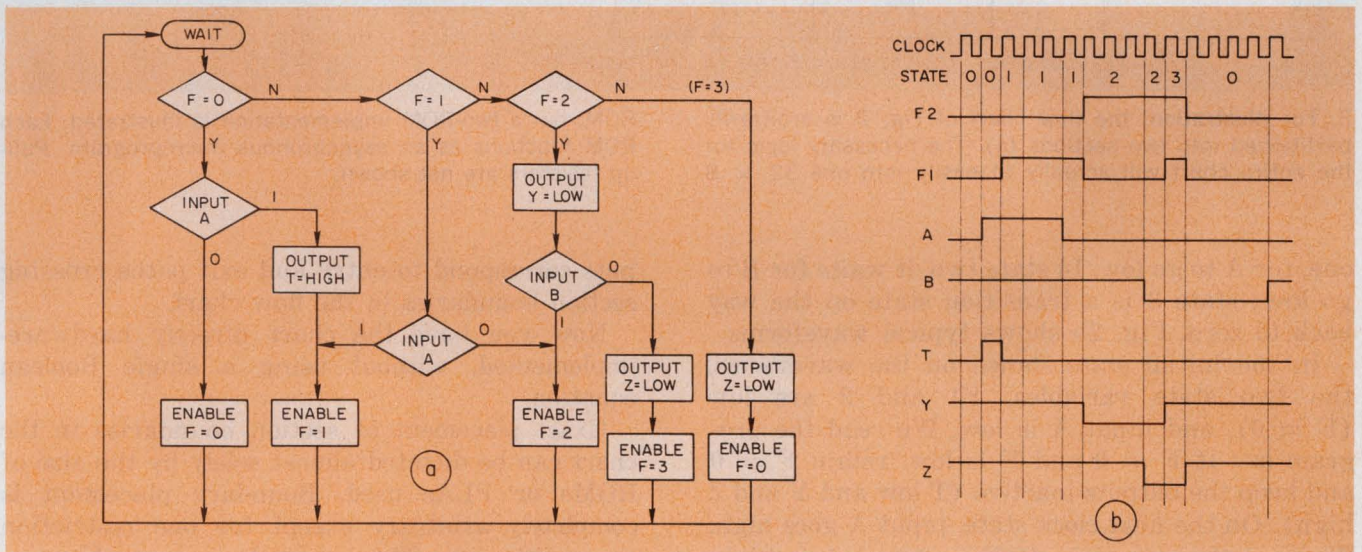 WAIT
F = 0
N
F = 1
N
F = 2
N
(F=3)
Y
Y
Y
INPUT
A
1
0
OUTPUT
T=HIGH
OUTPUT
Y = LOW
INPUT
B
0
1
1
INPUT
A
0
OUTPUT
Z=LOW
OUTPUT
Z=LOW
ENABLE
F=0
ENABLE
F=1
ENABLE
F=2
ENABLE
F=3
ENABLE
F=0
a
CLOCK
STATE
0 0 1 1 1 2 2 3 0
F2
F1
A
B
T
Y
Z
b